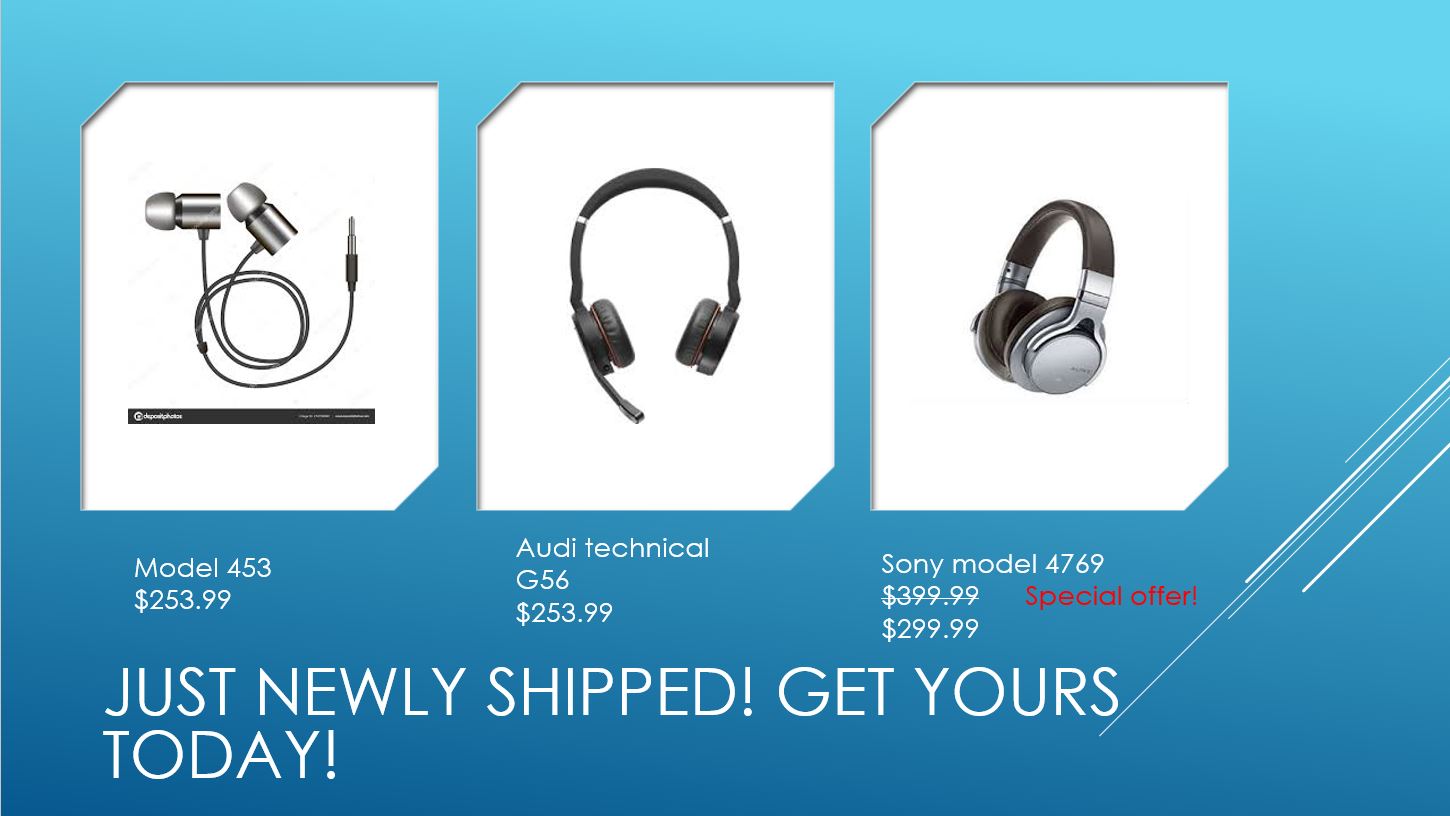 depositphotos
Model 453
$253.99
Audi technical
G56
$253.99
Sony model 4769
$399.99 Special offer!
$299.99
JUST NEWLY SHIPPED! GET YOURS
TODAY!